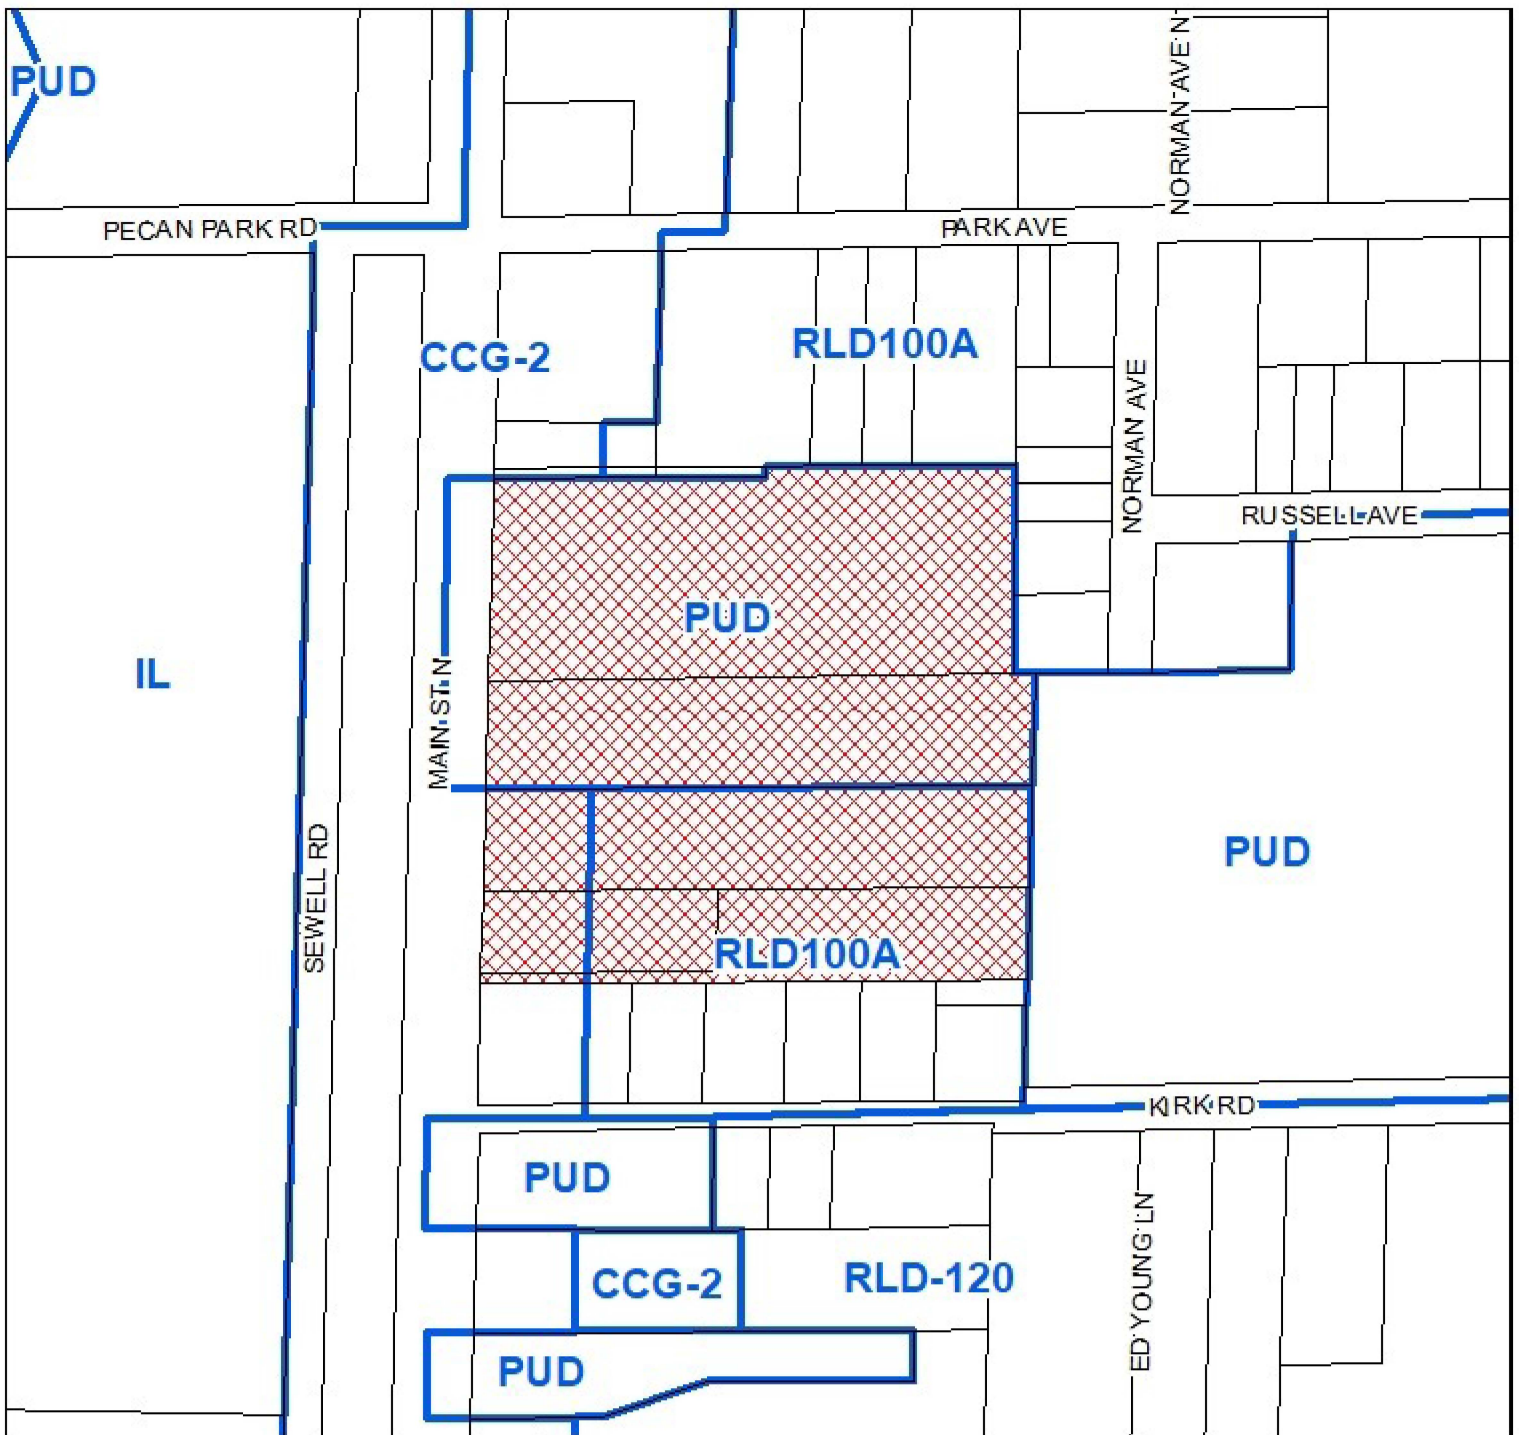 NORMAN AVE N
PUD
PECAN PARK RD
PARK AVE
CCG-2
RLD100A
NORMAN AVE
RUSSELL AVE
PUD
IL
MAIN ST N
PUD
SEWELL RD
RLD100A
KIRK RD
PUD
ED YOUNG LN
CCG-2
RLD-120
PUD